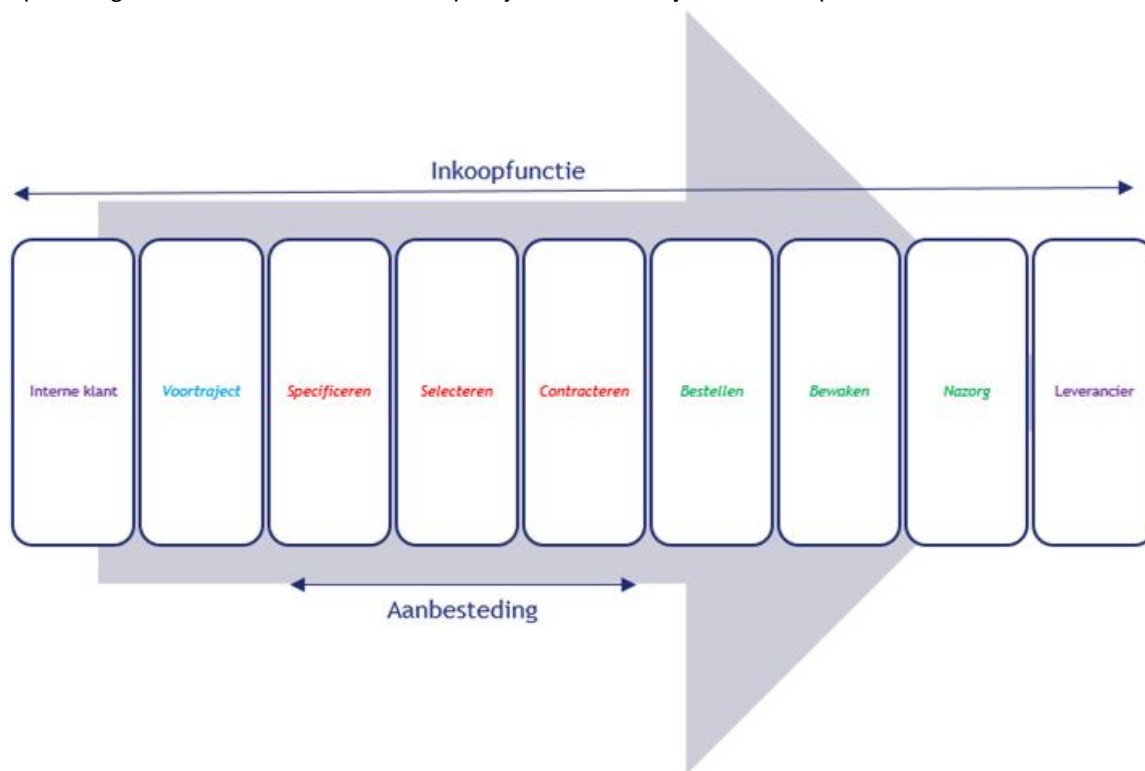 Inkoopfunctie
Interne klant
Voortraject
Specificeren
Selecteren
Contracteren
Bestellen
Bewaken
Nazorg
Leverancier
Aanbesteding